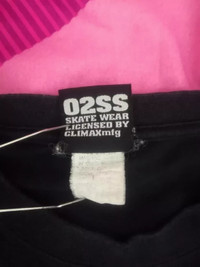 02SS
SKATE WEAR
LICENSED BY
CLIMAXmfg